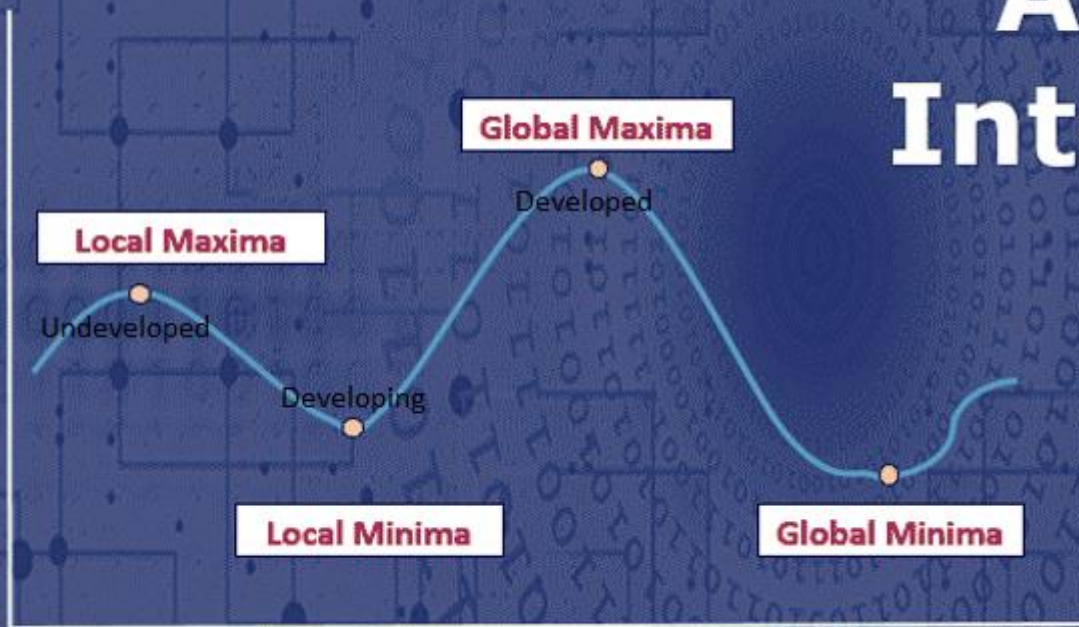 A
Int
Global Maxima
Developed
Local Maxima
Undeveloped
Developing
Local Minima
Global Minima